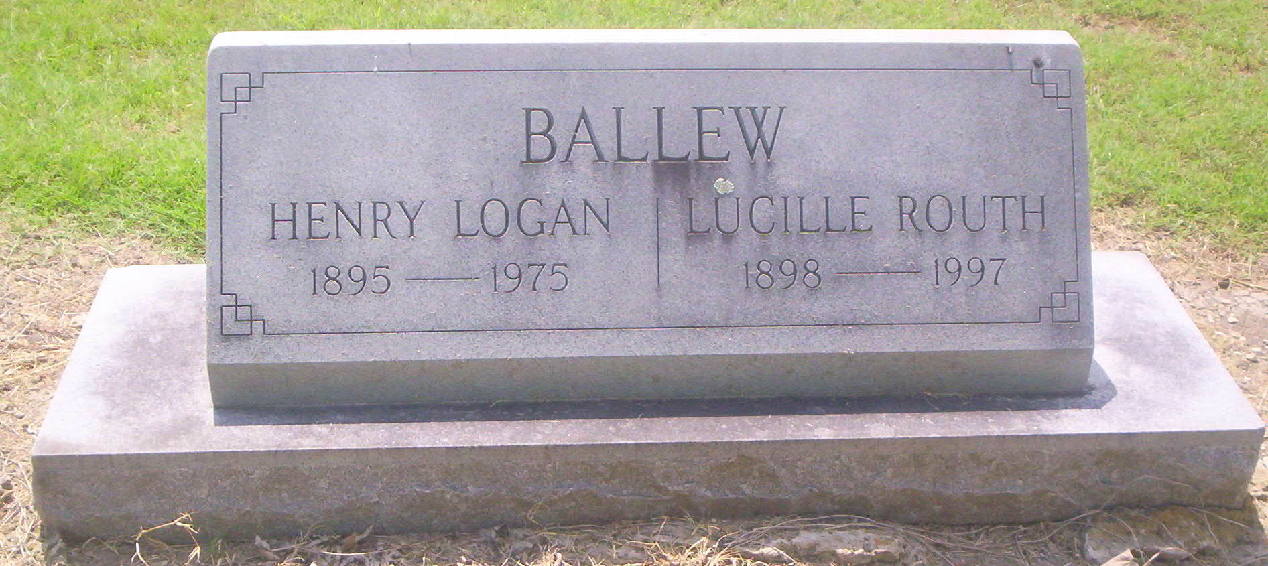 BALLEW
HENRY LOGAN
1895 — 1975
LUCILLE ROUTH
1898 — 1997